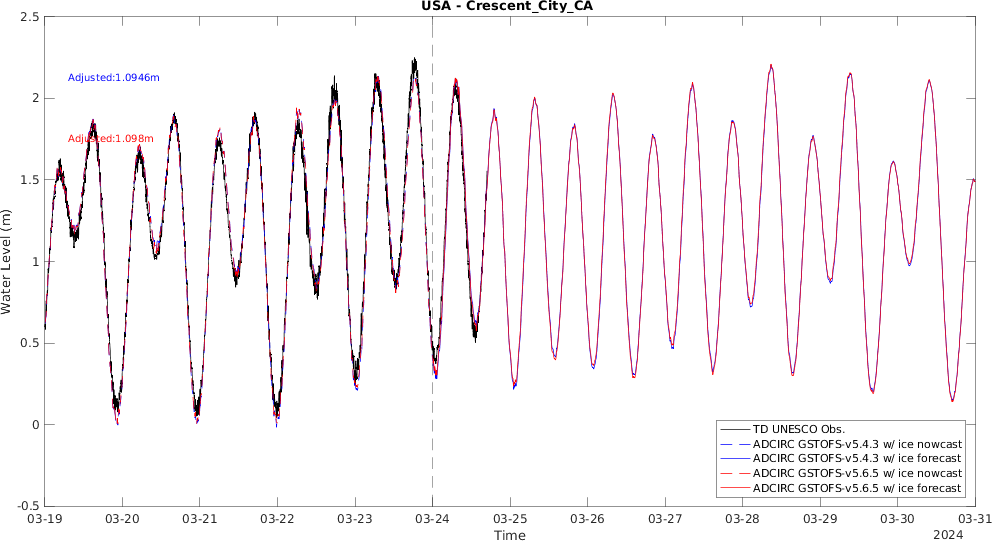 USA - Crescent_City_CA
2.5
2
1.5
1
0.5
0
-0.5
Water Level (m)
Adjusted:1.0946m
Adjusted:1.098m
TD UNESCO Obs.
ADCIRC GSTOFS-v5.4.3 w/ ice nowcast
ADCIRC GSTOFS-v5.4.3 w/ ice forecast
ADCIRC GSTOFS-v5.6.5 w/ ice nowcast
ADCIRC GSTOFS-v5.6.5 w/ ice forecast
03-19 03-20 03-21 03-22 03-23 03-24 03-25 03-26 03-27 03-28 03-29 03-30 03-31
Time
2024